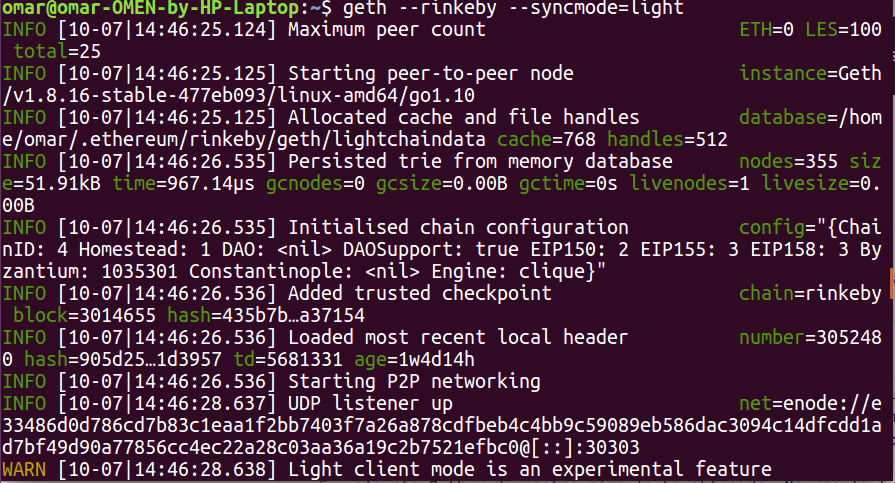 omar@omar-OMEN-by-HP-Laptop:~$ geth --rinkeby --syncmode=light
INFO [10-07|14:46:25.124] Maximum peer count                       ETH=0 LES=100
 total=25
INFO [10-07|14:46:25.125] Starting peer-to-peer node               instance=Geth
/v1.8.16-stable-477eb093/linux-amd64/go1.10
INFO [10-07|14:46:25.125] Allocated cache and file handles         database=/hom
e/omar/.ethereum/rinkeby/geth/lightchaindata cache=768 handles=512
INFO [10-07|14:46:26.535] Persisted trie from memory database      nodes=355 siz
e=51.91kB time=967.14µs gcnodes=0 gcsize=0.00B gctime=0s livenodes=1 livesize=0.
00B
INFO [10-07|14:46:26.535] Initialised chain configuration          config="{Chai
nID: 4 Homestead: 1 DAO: <nil> DAOSupport: true EIP150: 2 EIP155: 3 EIP158: 3 By
zantium: 1035301 Constantinople: <nil> Engine: clique}"
INFO [10-07|14:46:26.536] Added trusted checkpoint                 chain=rinkeby
 block=3014655 hash=435b7b…a37154
INFO [10-07|14:46:26.536] Loaded most recent local header          number=305248
0 hash=905d25…1d3957 td=5681331 age=1w4d14h
INFO [10-07|14:46:26.536] Starting P2P networking
INFO [10-07|14:46:28.637] UDP listener up                          net=enode://e
33486d0d786cd7b83c1eaa1f2bb7403f7a26a878cdfbeb4c4bb9c59089eb586dac3094c14dfcdd1a
d7bf49d90a77856cc4ec22a28c03aa36a19c2b7521efbc0@[::]:30303
WARN [10-07|14:46:28.638] Light client mode is an experimental feature